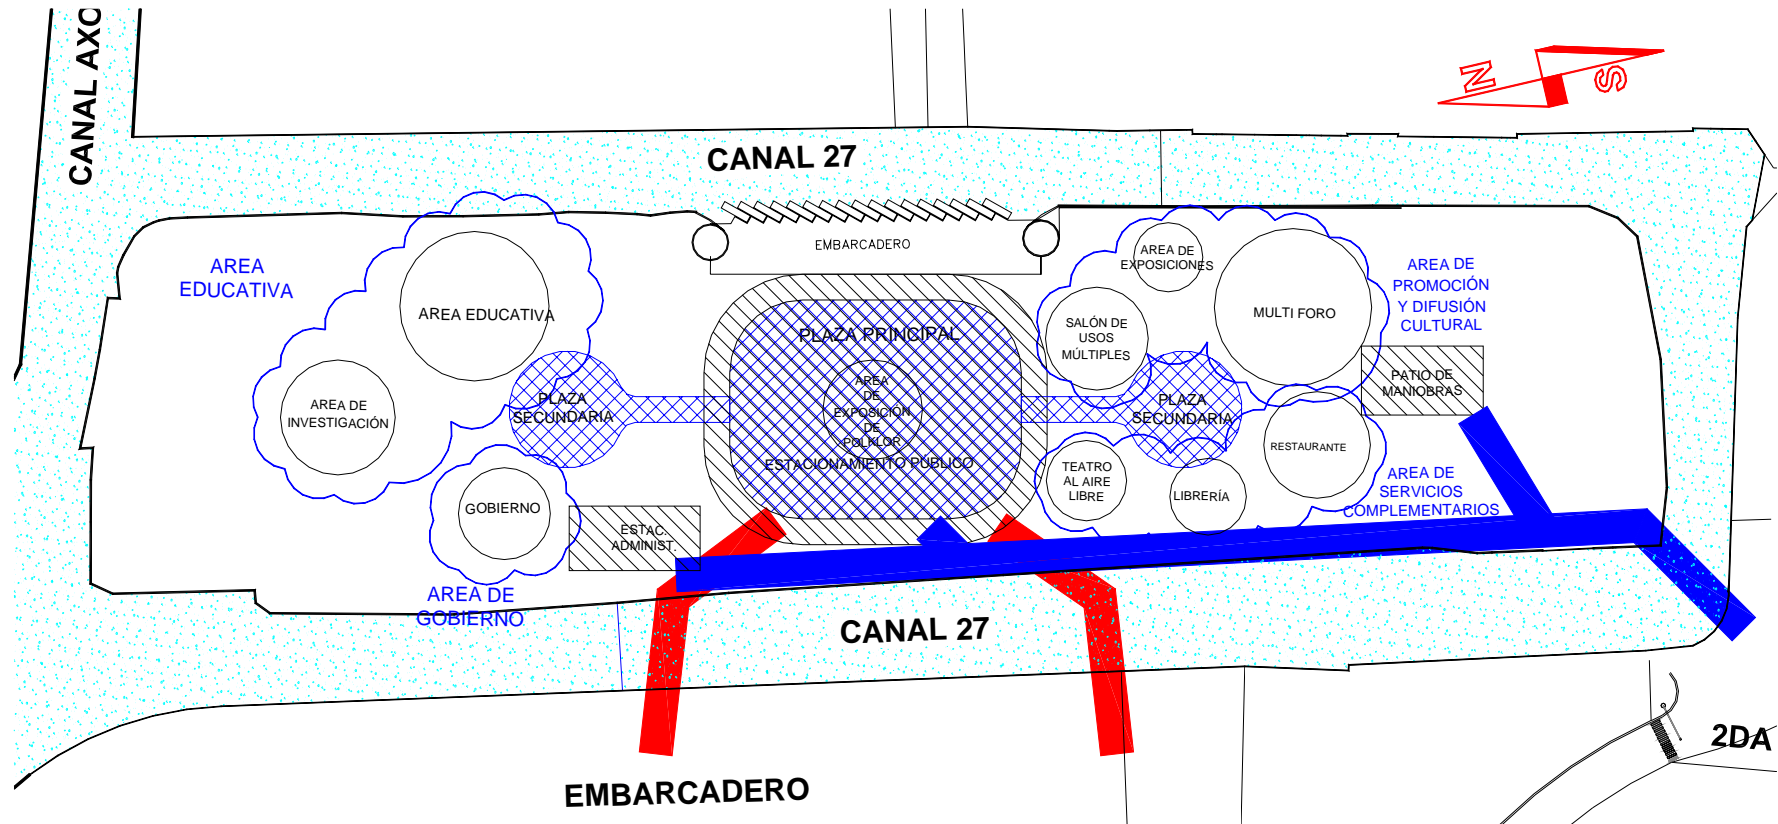 CANAL AXO
N
S
CANAL 27
EMBARCADERO
AREA
EDUCATIVA
AREA EDUCATIVA
AREA DE
INVESTIGACIÓN
GOBIERNO
AREA DE
GOBIERNO
ESTAC.
ADMINIST.
PLAZA
SECUNDARIA
PLAZA PRINCIPAL
AREA
DE
EXPOSICIÓN
DE
POLKLOR
ESTACIONAMIENTO PÚBLICO
AREA DE
EXPOSICIONES
SALÓN DE
USOS
MÚLTIPLES
MULTI FORO
AREA DE
PROMOCIÓN
Y DIFUSIÓN
CULTURAL
PATIO DE
MANIOBRAS
PLAZA
SECUNDARIA
TEATRO
AL AIRE
LIBRE
LIBRERÍA
RESTAURANTE
AREA DE
SERVICIOS
COMPLEMENTARIOS
CANAL 27
EMBARCADERO
2DA